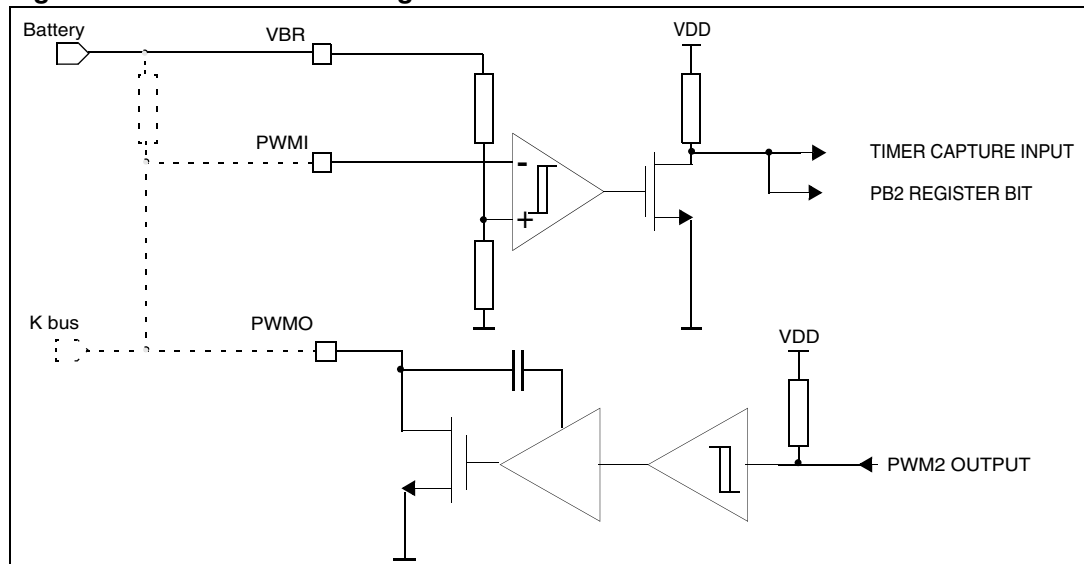 Battery
VBR
VDD
PWMI
-
+
TIMER CAPTURE INPUT
PB2 REGISTER BIT
K bus
PWMO
VDD
PWM2 OUTPUT